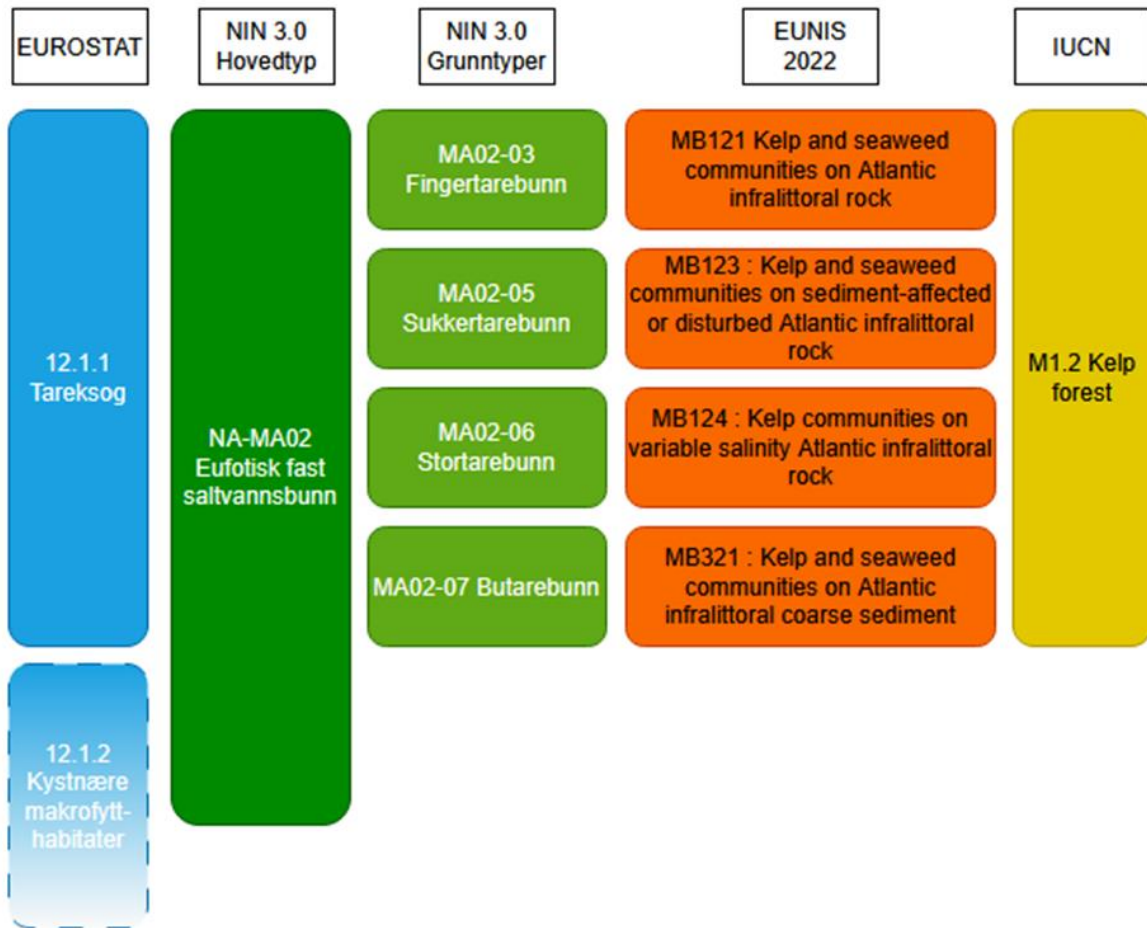 EUROSTAT
NIN 3.0
Hovedtyp
NIN 3.0
Grunntyper
EUNIS
2022
IUCN
12.1.1
Tareksog
12.1.2
Kystnære
makrofytt-
habitater
NA-MA02
Eufotisk fast
saltvannsbunn
MA02-03
Fingertarebunn
MA02-05
Sukkertarebunn
MA02-06
Stortarebunn
MA02-07 Butarebunn
MB121 Kelp and seaweed
communities on Atlantic
infralittoral rock
MB123 : Kelp and seaweed
communities on sediment-affected
or disturbed Atlantic infralittoral
rock
MB124 : Kelp communities on
variable salinity Atlantic infralittoral
rock
MB321 : Kelp and seaweed
communities on Atlantic
infralittoral coarse sediment
M1.2 Kelp
forest